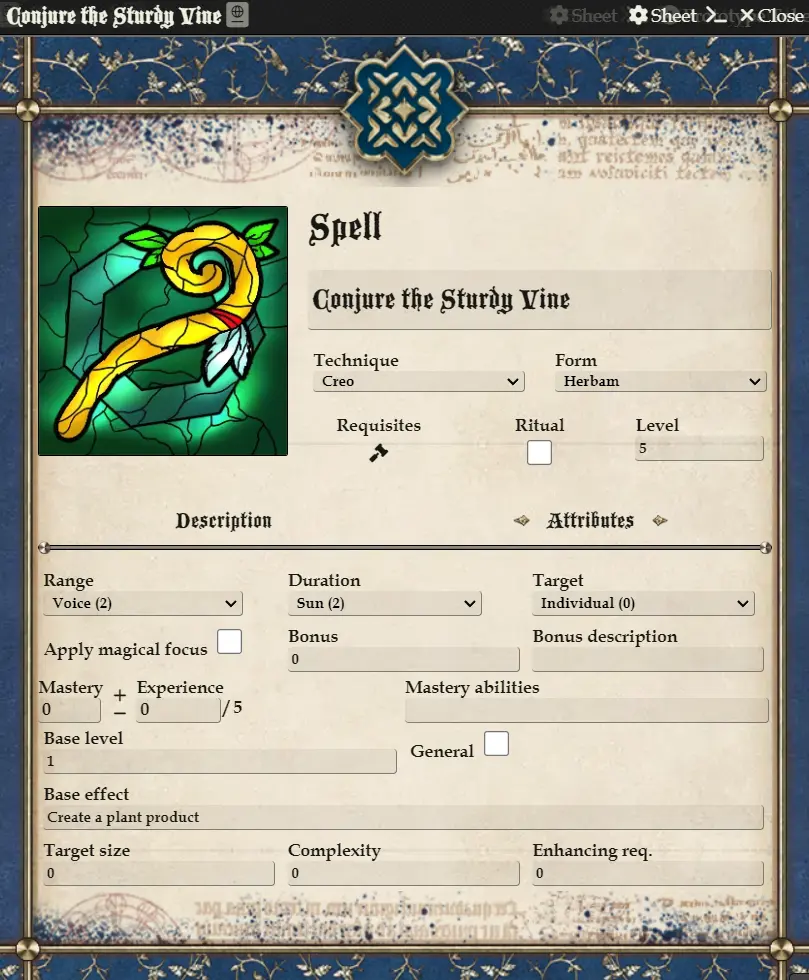 Conjure the Sturdy Vine
Sheet Sheet Close
Spell
Conjure the Sturdy Vine
Technique Form
Creo Herbam
Requisites Ritual Level
5
Description Attributes
Range Duration Target
Voice (2) Sun (2) Individual (0)
Apply magical focus Bonus Bonus description
0
Mastery + Experience Mastery abilities
0 − 0 / 5
Base level General
1
Base effect
Create a plant product
Target size Complexity Enhancing req.
0 0 0